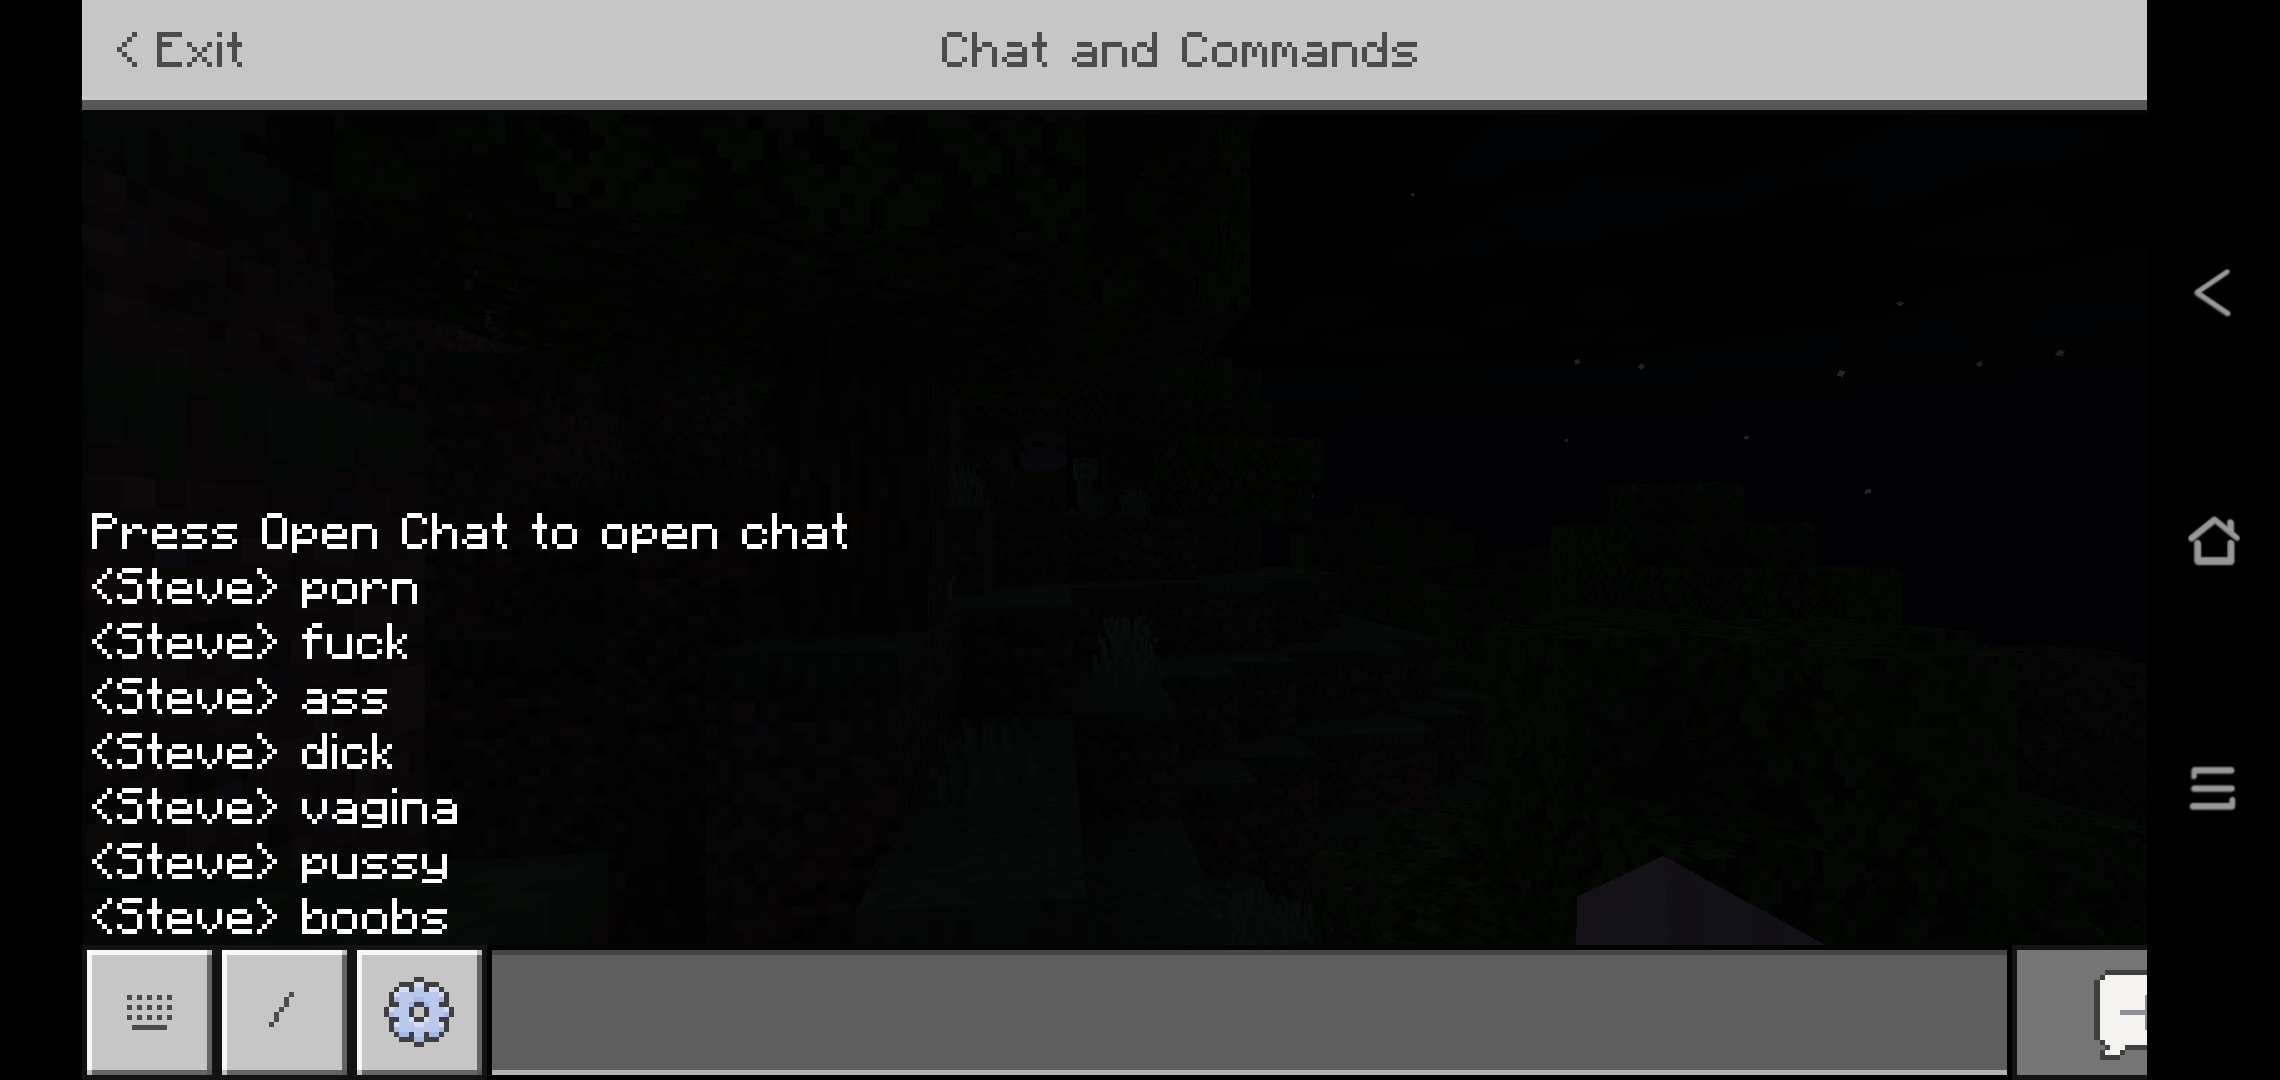 < Exit
Chat and Commands
Press Open Chat to open chat
<Steve> porn
<Steve> fuck
<Steve> ass
<Steve> dick
<Steve> vagina
<Steve> pussy
<Steve> boobs
/